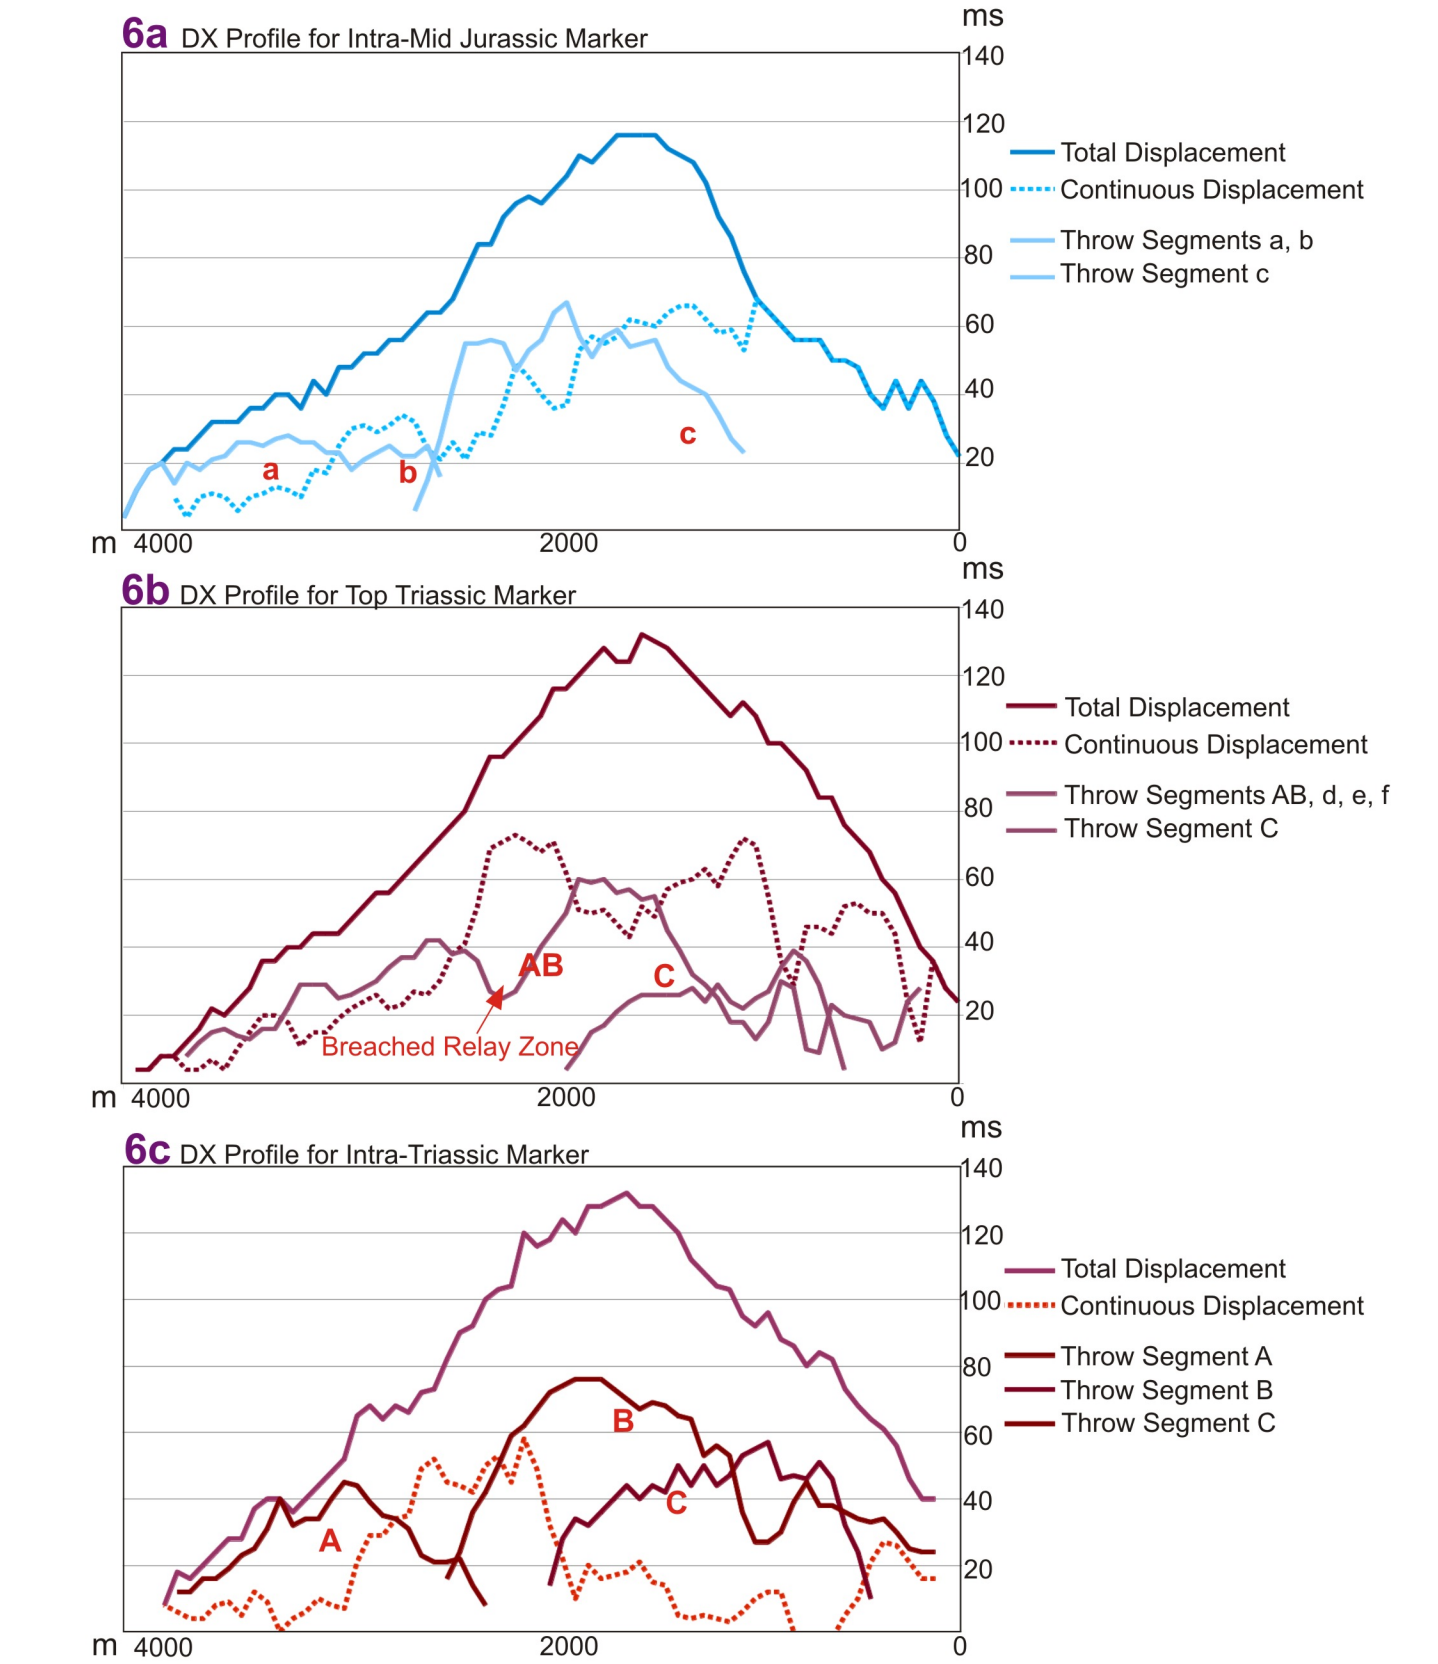 ms
6a DX Profile for Intra-Mid Jurassic Marker
140
120
Total Displacement
100
Continuous Displacement
80
Throw Segments a, b
Throw Segment c
60
40
c
a
b
20
m 4000 2000 0
ms
6b DX Profile for Top Triassic Marker
140
120
Total Displacement
100
Continuous Displacement
80
Throw Segments AB, d, e, f
Throw Segment C
60
40
AB
C
20
Breached Relay Zone
m 4000 2000 0
ms
6c DX Profile for Intra-Triassic Marker
140
120
Total Displacement
100
Continuous Displacement
80
Throw Segment A
Throw Segment B
Throw Segment C
B
60
C
40
A
20
m 4000 2000 0